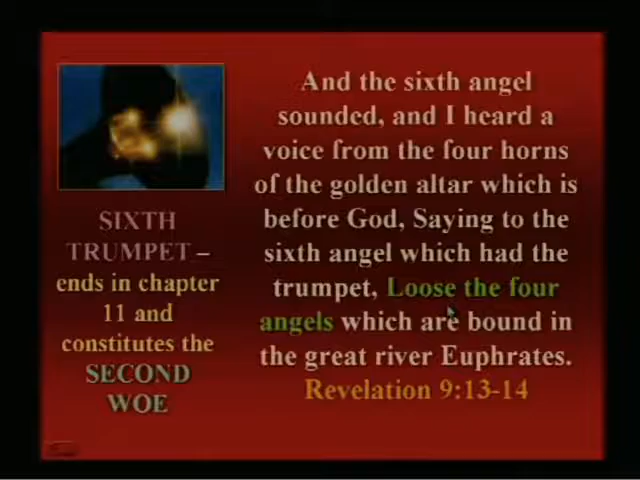 SIXTH
TRUMPET –
ends in chapter
11 and
constitutes the
SECOND
WOE
And the sixth angel
sounded, and I heard a
voice from the four horns
of the golden altar which is
before God, Saying to the
sixth angel which had the
trumpet, Loose the four
angels which are bound in
the great river Euphrates.
Revelation 9:13-14